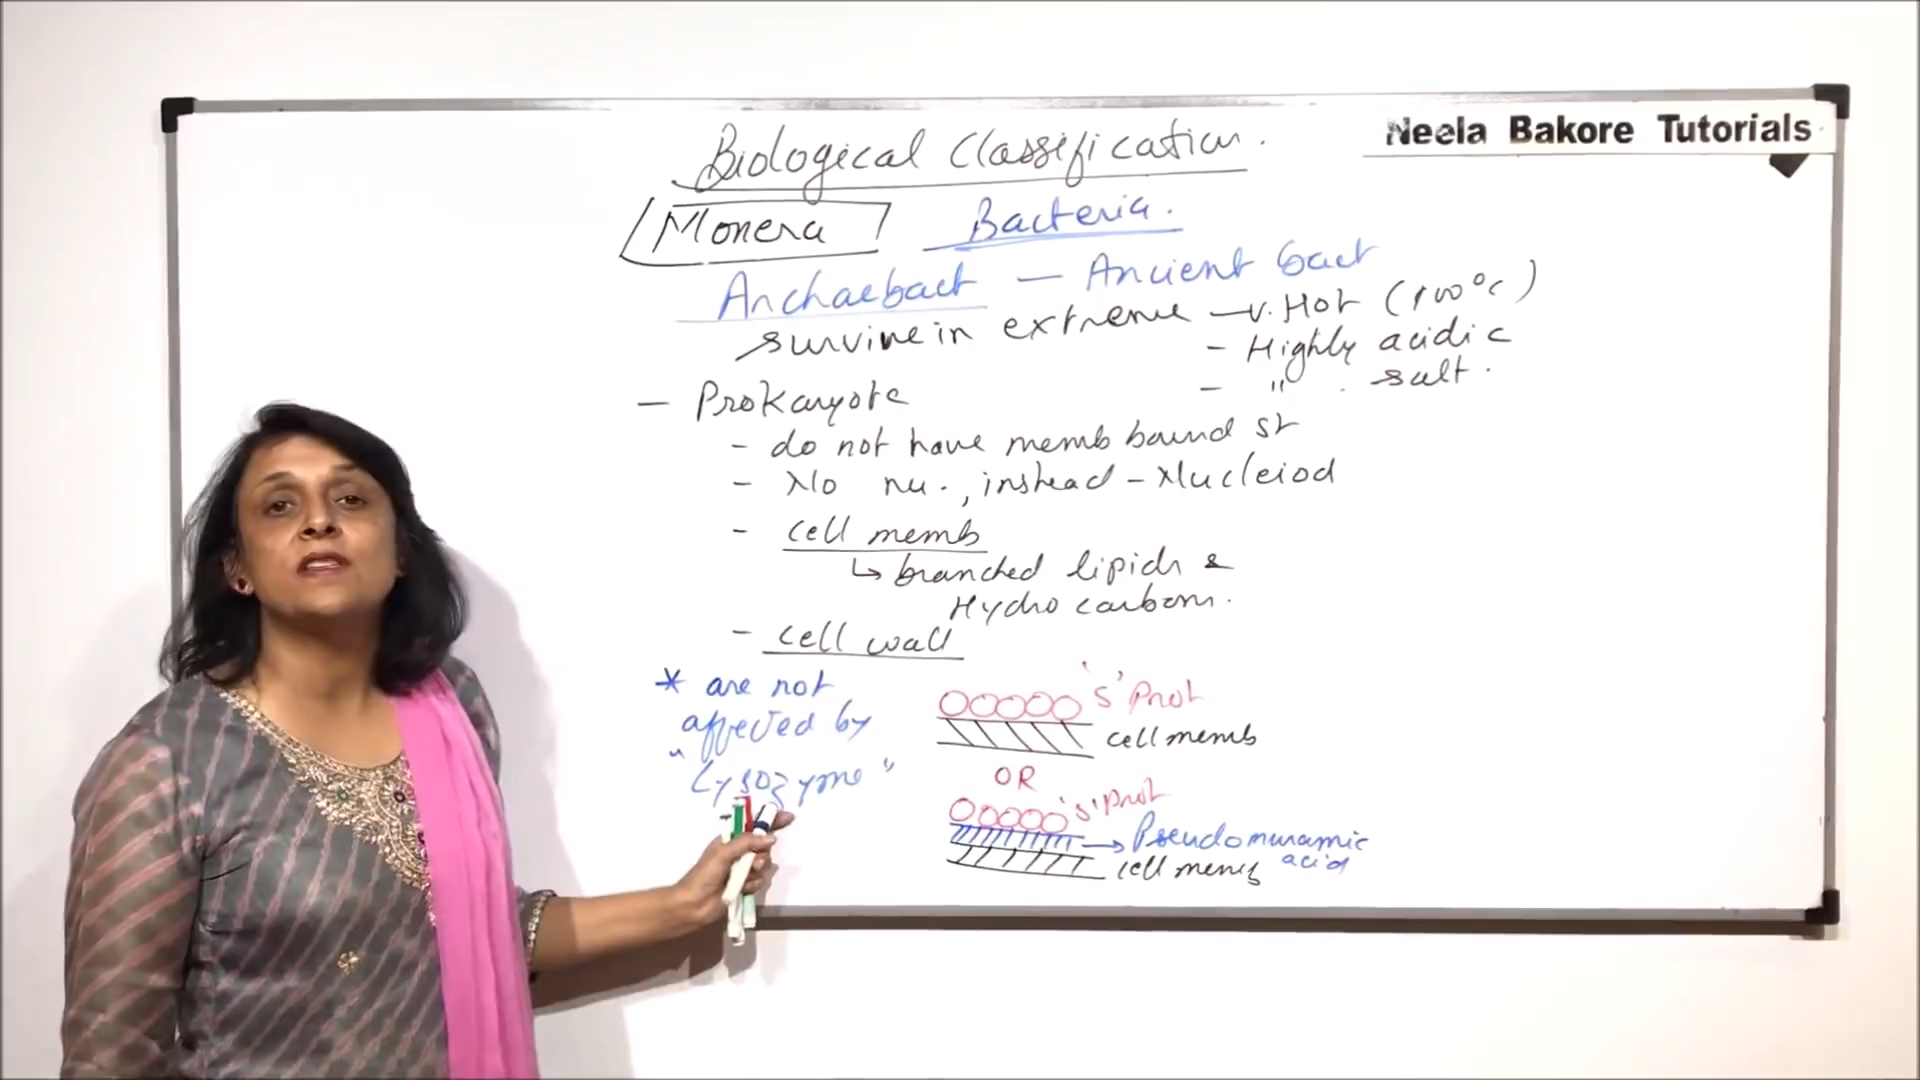 Neela Bakore Tutorials
Biological Classification.
Monera Bacteria.
Archaebact — Ancient bact
survive in extreme — v. Hot (100°C)
- Highly acidic
- " . salt.
— Prokaryote
- do not have memb bound st
- No nu., instead - Nucleiod
- cell memb
↳ branched lipids &
Hydro carbons.
- cell wall
* are not
affected by
"Lysozyme"
'S' Prot
cell memb
OR
'S' Prot
→ Pseudomuramic
acid
cell memb